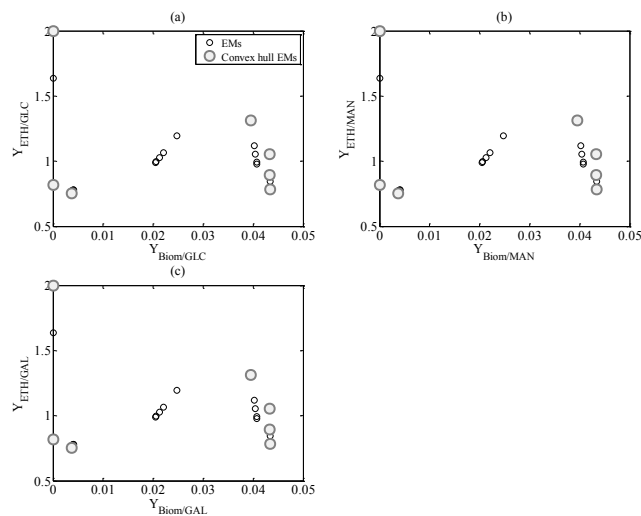 (a)
2
1.5
1
0.5
0 0.01 0.02 0.03 0.04 0.05
Y_ETH/GLC
Y_Biom/GLC
EMs
Convex hull EMs
(b)
2
1.5
1
0.5
0 0.01 0.02 0.03 0.04 0.05
Y_ETH/MAN
Y_Biom/MAN
(c)
2
1.5
1
0.5
0 0.01 0.02 0.03 0.04 0.05
Y_ETH/GAL
Y_Biom/GAL